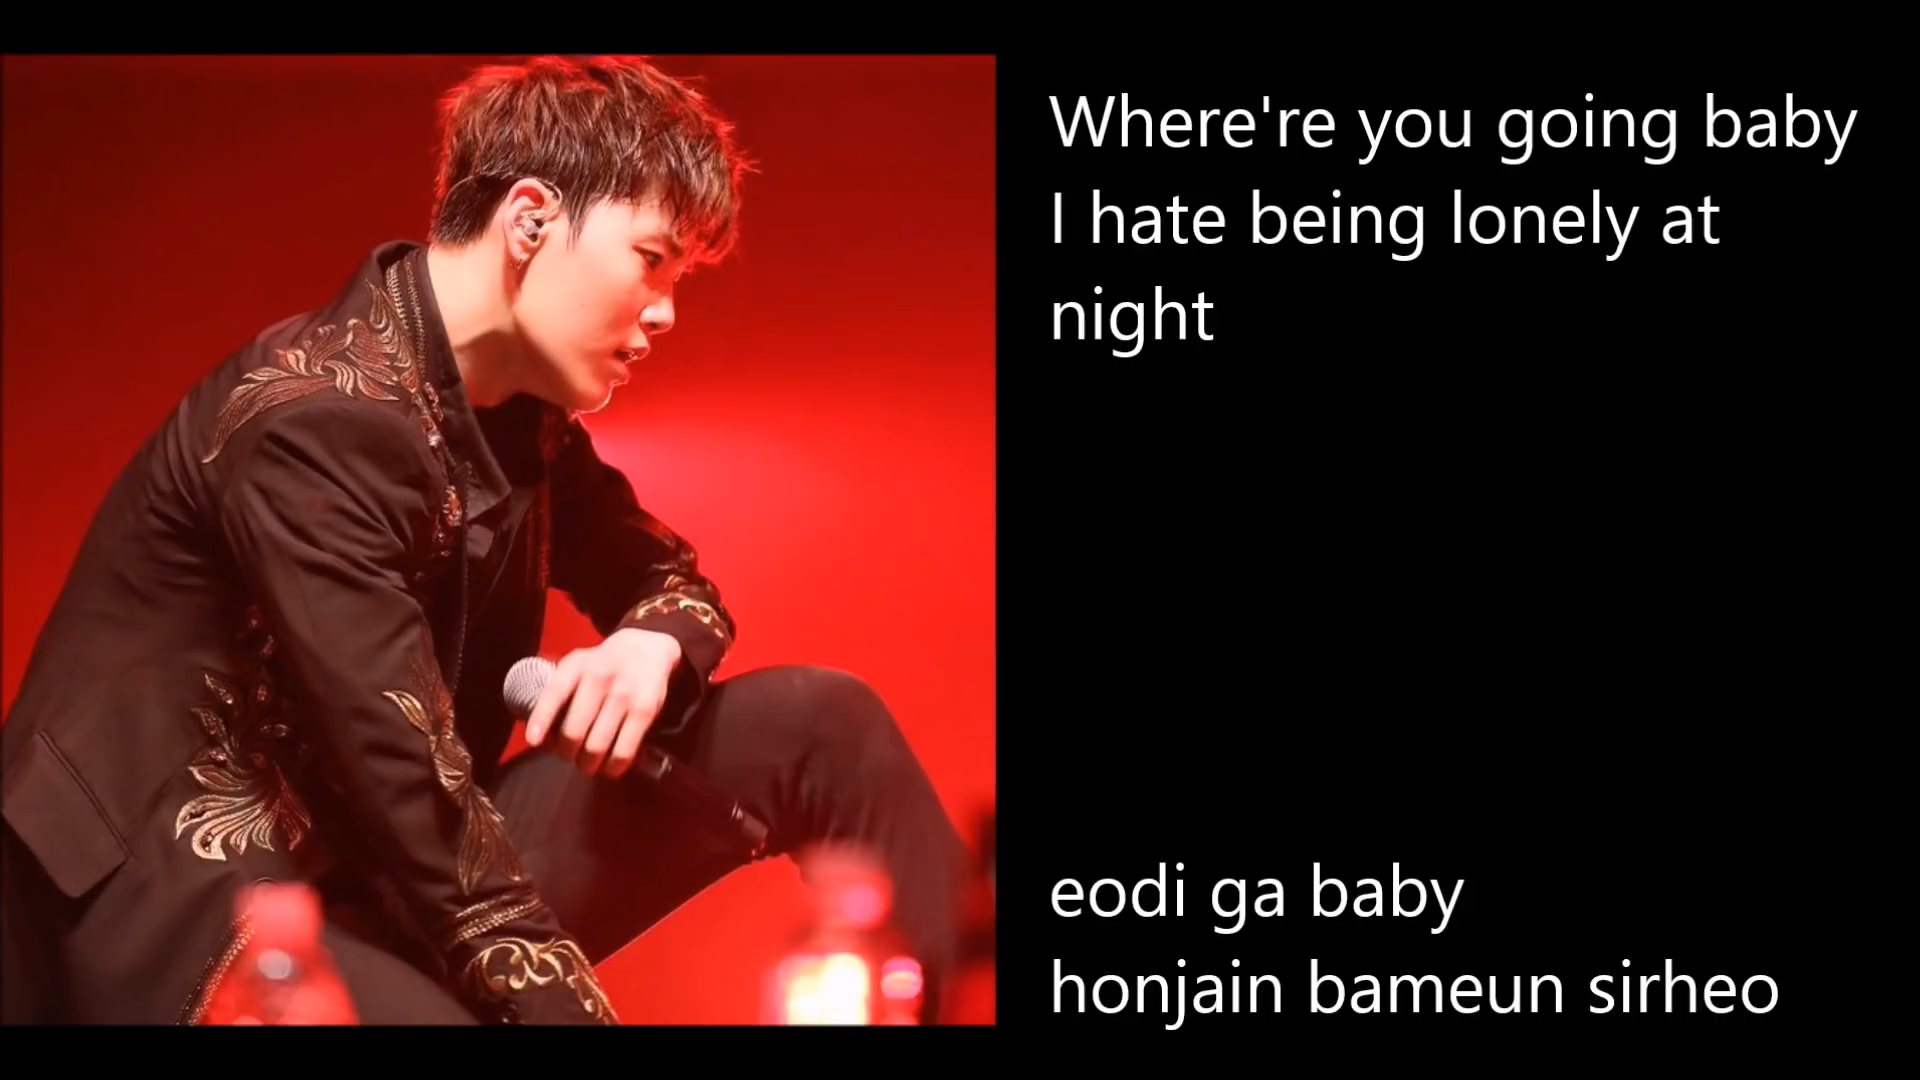 Where're you going baby
I hate being lonely at
night
eodi ga baby
honjain bameun sirheo